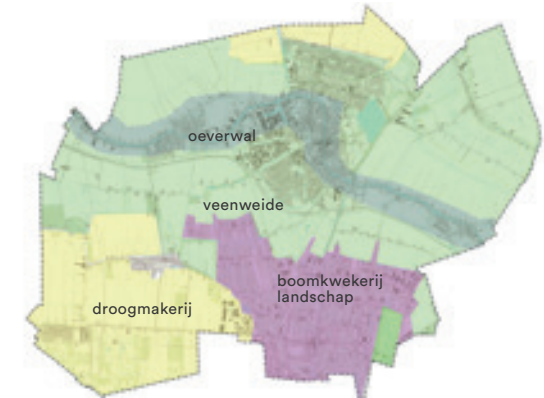 oeverwal
veenweide
boomkwekerij
landschap
droogmakerij